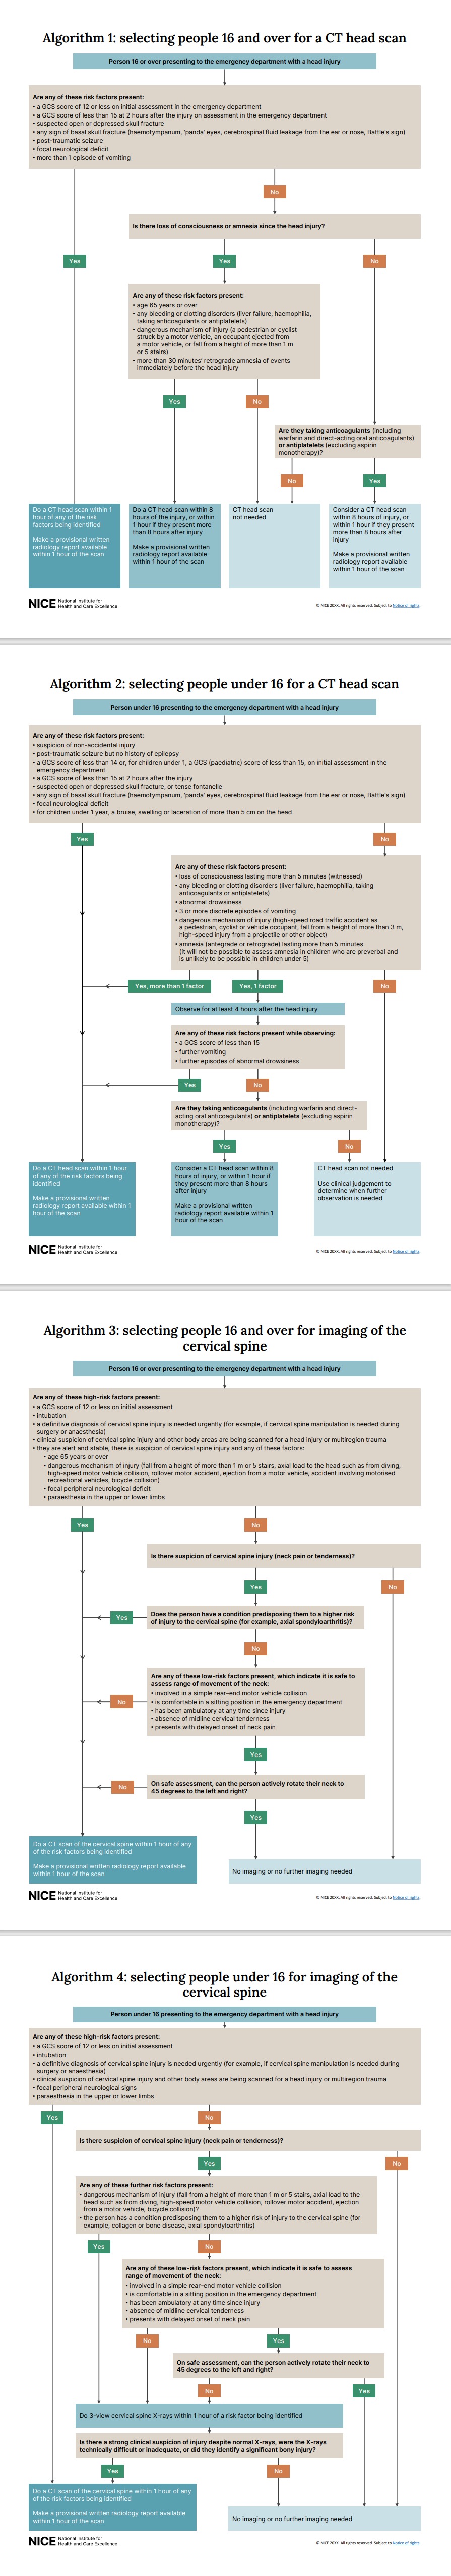 Algorithm 1: selecting people 16 and over for a CT head scan
Person 16 or over presenting to the emergency department with a head injury
Are any of these risk factors present:
• a GCS score of 12 or less on initial assessment in the emergency department
• a GCS score of less than 15 at 2 hours after the injury on assessment in the emergency department
• suspected open or depressed skull fracture
• any sign of basal skull fracture (haemotympanum, 'panda' eyes, cerebrospinal fluid leakage from the ear or nose, Battle's sign)
• post-traumatic seizure
• focal neurological deficit
• more than 1 episode of vomiting
No
Is there loss of consciousness or amnesia since the head injury?
Yes
Yes
No
Are any of these risk factors present:
• age 65 years or over
• any bleeding or clotting disorders (liver failure, haemophilia,
taking anticoagulants or antiplatelets)
• dangerous mechanism of injury (a pedestrian or cyclist
struck by a motor vehicle, an occupant ejected from
a motor vehicle, or fall from a height of more than 1 m
or 5 stairs)
• more than 30 minutes' retrograde amnesia of events
immediately before the head injury
Yes
No
Are they taking anticoagulants (including
warfarin and direct-acting oral anticoagulants)
or antiplatelets (excluding aspirin
monotherapy)?
No
Yes
Do a CT head scan within 1
hour of any of the risk
factors being identified
Make a provisional written
radiology report available
within 1 hour of the scan
Do a CT head scan within 8
hours of the injury, or within
1 hour if they present more
than 8 hours after injury
Make a provisional written
radiology report available
within 1 hour of the scan
CT head scan
not needed
Consider a CT head scan
within 8 hours of injury, or
within 1 hour if they present
more than 8 hours after
injury
Make a provisional written
radiology report available
within 1 hour of the scan
NICE National Institute for
Health and Care Excellence
© NICE 20XX. All rights reserved. Subject to Notice of rights.
Algorithm 2: selecting people under 16 for a CT head scan
Person under 16 presenting to the emergency department with a head injury
Are any of these risk factors present:
• suspicion of non-accidental injury
• post-traumatic seizure but no history of epilepsy
• a GCS score of less than 14 or, for children under 1, a GCS (paediatric) score of less than 15, on initial assessment in the
emergency department
• a GCS score of less than 15 at 2 hours after the injury
• suspected open or depressed skull fracture, or tense fontanelle
• any sign of basal skull fracture (haemotympanum, 'panda' eyes, cerebrospinal fluid leakage from the ear or nose, Battle's sign)
• focal neurological deficit
• for children under 1 year, a bruise, swelling or laceration of more than 5 cm on the head
Yes
No
Are any of these risk factors present:
• loss of consciousness lasting more than 5 minutes (witnessed)
• any bleeding or clotting disorders (liver failure, haemophilia, taking
anticoagulants or antiplatelets)
• abnormal drowsiness
• 3 or more discrete episodes of vomiting
• dangerous mechanism of injury (high-speed road traffic accident as
a pedestrian, cyclist or vehicle occupant, fall from a height of more than 3 m,
high-speed injury from a projectile or other object)
• amnesia (antegrade or retrograde) lasting more than 5 minutes
(it will not be possible to assess amnesia in children who are preverbal and
is unlikely to be possible in children under 5)
Yes, more than 1 factor
Yes, 1 factor
No
Observe for at least 4 hours after the head injury
Are any of these risk factors present while observing:
• a GCS score of less than 15
• further vomiting
• further episodes of abnormal drowsiness
Yes
No
Are they taking anticoagulants (including warfarin and direct-
acting oral anticoagulants) or antiplatelets (excluding aspirin
monotherapy)?
Yes
No
Do a CT head scan within 1 hour
of any of the risk factors being
identified
Make a provisional written
radiology report available within 1
hour of the scan
Consider a CT head scan within 8
hours of injury, or within 1 hour if
they present more than 8 hours
after injury
Make a provisional written
radiology report available within 1
hour of the scan
CT head scan not needed
Use clinical judgement to
determine when further
observation is needed
NICE National Institute for
Health and Care Excellence
© NICE 20XX. All rights reserved. Subject to Notice of rights.
Algorithm 3: selecting people 16 and over for imaging of the
cervical spine
Person 16 or over presenting to the emergency department with a head injury
Are any of these high-risk factors present:
• a GCS score of 12 or less on initial assessment
• intubation
• a definitive diagnosis of cervical spine injury is needed urgently (for example, if cervical spine manipulation is needed during
surgery or anaesthesia)
• clinical suspicion of cervical spine injury and other body areas are being scanned for a head injury or multiregion trauma
• they are alert and stable, there is suspicion of cervical spine injury and any of these factors:
• age 65 years or over
• dangerous mechanism of injury (fall from a height of more than 1 m or 5 stairs, axial load to the head such as from diving,
high-speed motor vehicle collision, rollover motor accident, ejection from a motor vehicle, accident involving motorised
recreational vehicles, bicycle collision)
• focal peripheral neurological deficit
• paraesthesia in the upper or lower limbs
Yes
No
Is there suspicion of cervical spine injury (neck pain or tenderness)?
Yes
No
Does the person have a condition predisposing them to a higher risk
of injury to the cervical spine (for example, axial spondyloarthritis)?
Yes
No
Are any of these low-risk factors present, which indicate it is safe to
assess range of movement of the neck:
• involved in a simple rear-end motor vehicle collision
• is comfortable in a sitting position in the emergency department
• has been ambulatory at any time since injury
• absence of midline cervical tenderness
• presents with delayed onset of neck pain
No
Yes
On safe assessment, can the person actively rotate their neck to
45 degrees to the left and right?
No
Yes
Do a CT scan of the cervical spine within 1 hour of any
of the risk factors being identified
Make a provisional written radiology report available
within 1 hour of the scan
No imaging or no further imaging needed
NICE National Institute for
Health and Care Excellence
© NICE 20XX. All rights reserved. Subject to Notice of rights.
Algorithm 4: selecting people under 16 for imaging of the
cervical spine
Person under 16 presenting to the emergency department with a head injury
Are any of these high-risk factors present:
• a GCS score of 12 or less on initial assessment
• intubation
• a definitive diagnosis of cervical spine injury is needed urgently (for example, if cervical spine manipulation is needed during
surgery or anaesthesia)
• clinical suspicion of cervical spine injury and other body areas are being scanned for a head injury or multiregion trauma
• focal peripheral neurological signs
• paraesthesia in the upper or lower limbs
Yes
No
Is there suspicion of cervical spine injury (neck pain or tenderness)?
Yes
No
Are any of these further risk factors present:
• dangerous mechanism of injury (fall from a height of more than 1 m or 5 stairs, axial load to the
head such as from diving, high-speed motor vehicle collision, rollover motor accident, ejection
from a motor vehicle, bicycle collision)?
• the person has a condition predisposing them to a higher risk of injury to the cervical spine (for
example, collagen or bone disease, axial spondyloarthritis)
Yes
No
Are any of these low-risk factors present, which indicate it is safe to assess
range of movement of the neck:
• involved in a simple rear-end motor vehicle collision
• is comfortable in a sitting position in the emergency department
• has been ambulatory at any time since injury
• absence of midline cervical tenderness
• presents with delayed onset of neck pain
No
Yes
On safe assessment, can the person actively rotate their neck to
45 degrees to the left and right?
No
Yes
Do 3-view cervical spine X-rays within 1 hour of a risk factor being identified
Is there a strong clinical suspicion of injury despite normal X-rays, were the X-rays
technically difficult or inadequate, or did they identify a significant bony injury?
Yes
No
Do a CT scan of the cervical spine within 1 hour of any
of the risk factors being identified
Make a provisional written radiology report available
within 1 hour of the scan
No imaging or no further imaging needed
NICE National Institute for
Health and Care Excellence
© NICE 20XX. All rights reserved. Subject to Notice of rights.